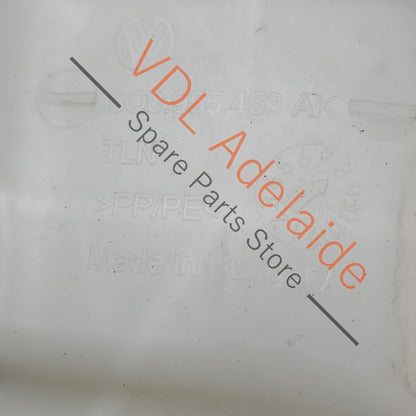 453 AK
TLN
>PP/PE
Made in Hungary
VDL Adelaide
Spare Parts Store